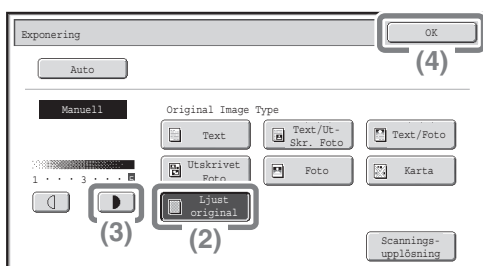 Exponering
OK
(4)
Auto
Manuell
Original Image Type
Text
Text/Ut-
Skr. Foto
Text/Foto
Utskrivet
Foto
Foto
Karta
1 · · · 3 · · · 5
Ljust
original
(3)
(2)
Scannings-
upplösning